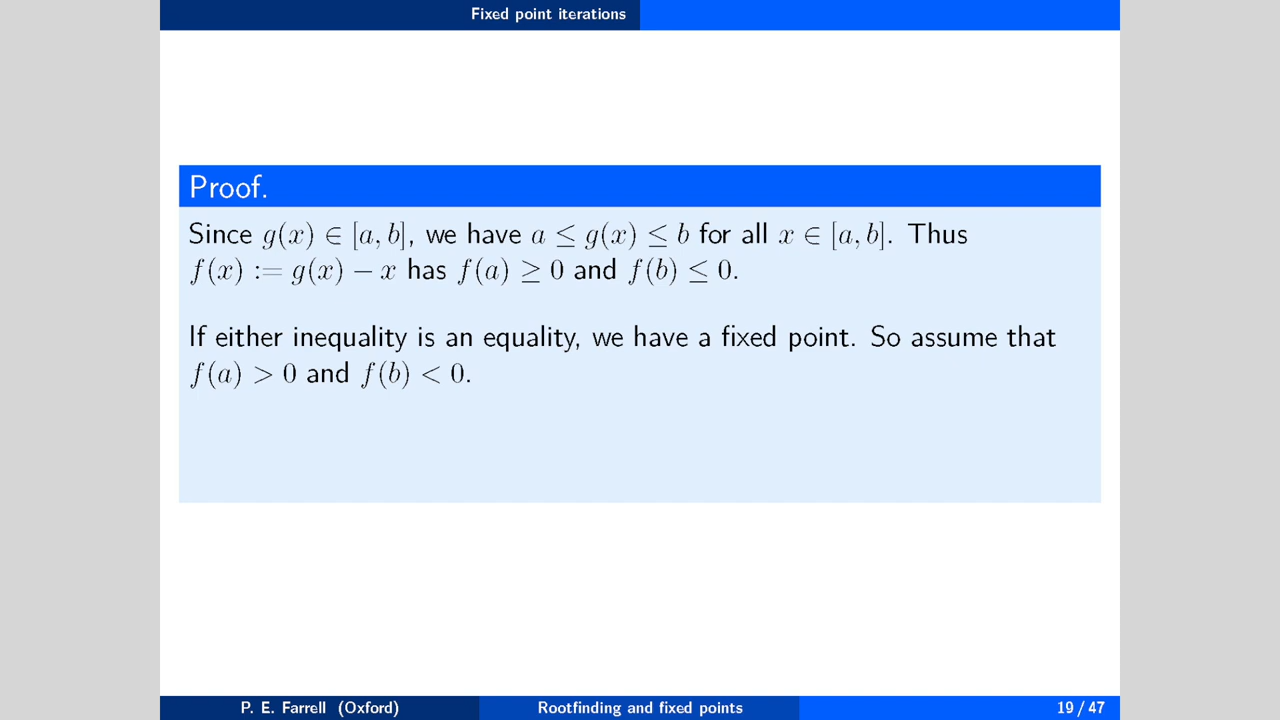 Fixed point iterations
Proof.
Since g(x) ∈ [a, b], we have a ≤ g(x) ≤ b for all x ∈ [a, b]. Thus
f(x) := g(x) − x has f(a) ≥ 0 and f(b) ≤ 0.
If either inequality is an equality, we have a fixed point. So assume that
f(a) > 0 and f(b) < 0.
P. E. Farrell (Oxford)
Rootfinding and fixed points
19 / 47